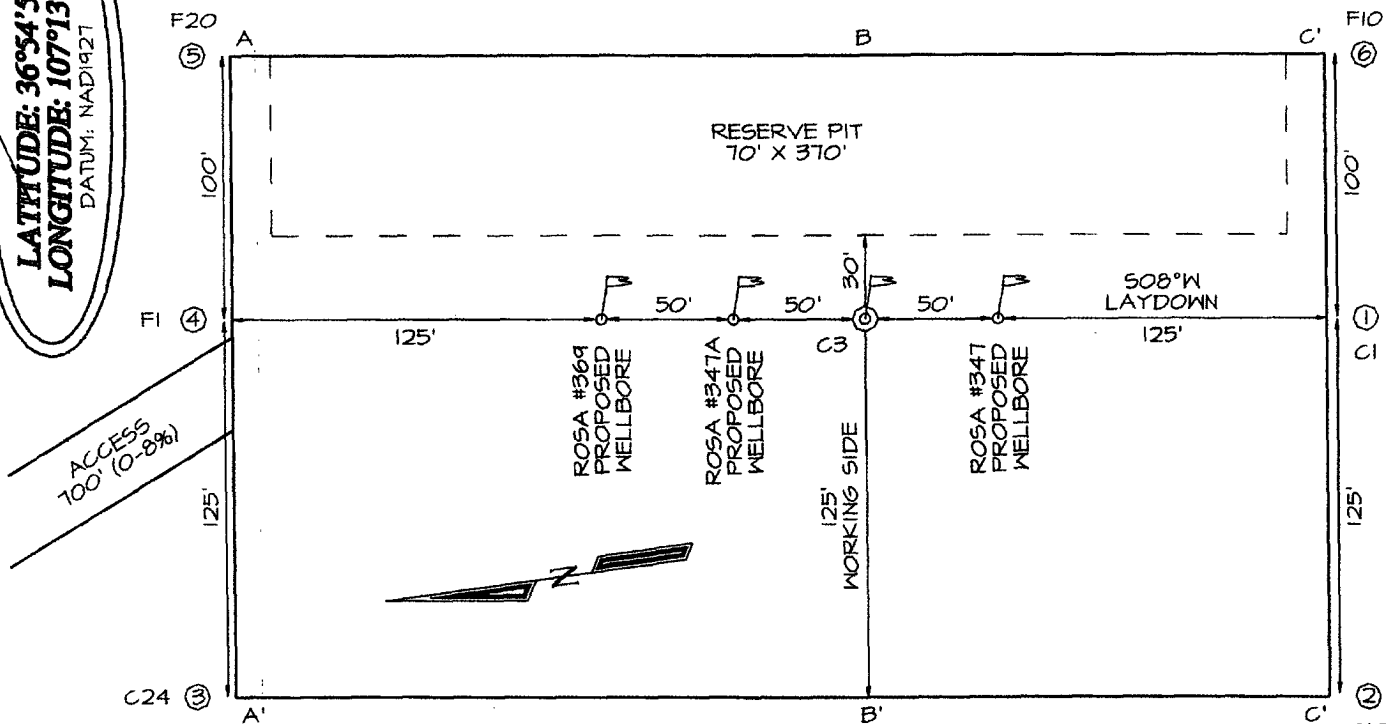 LATITUDE: 36°54'5
LONGITUDE: 107°13
DATUM: NAD1927
F20
⑤
A
B
C'
F10
⑥
100'
RESERVE PIT
70' X 370'
100'
30'
50'
50'
50'
S08°W
LAYDOWN
F1
④
125'
C3
125'
①
C1
ROSA #369
PROPOSED
WELLBORE
ROSA #347A
PROPOSED
WELLBORE
ROSA #347
PROPOSED
WELLBORE
ACCESS
700' (0-8%)
125'
125'
WORKING SIDE
125'
N
C24
③
A'
B'
C'
②